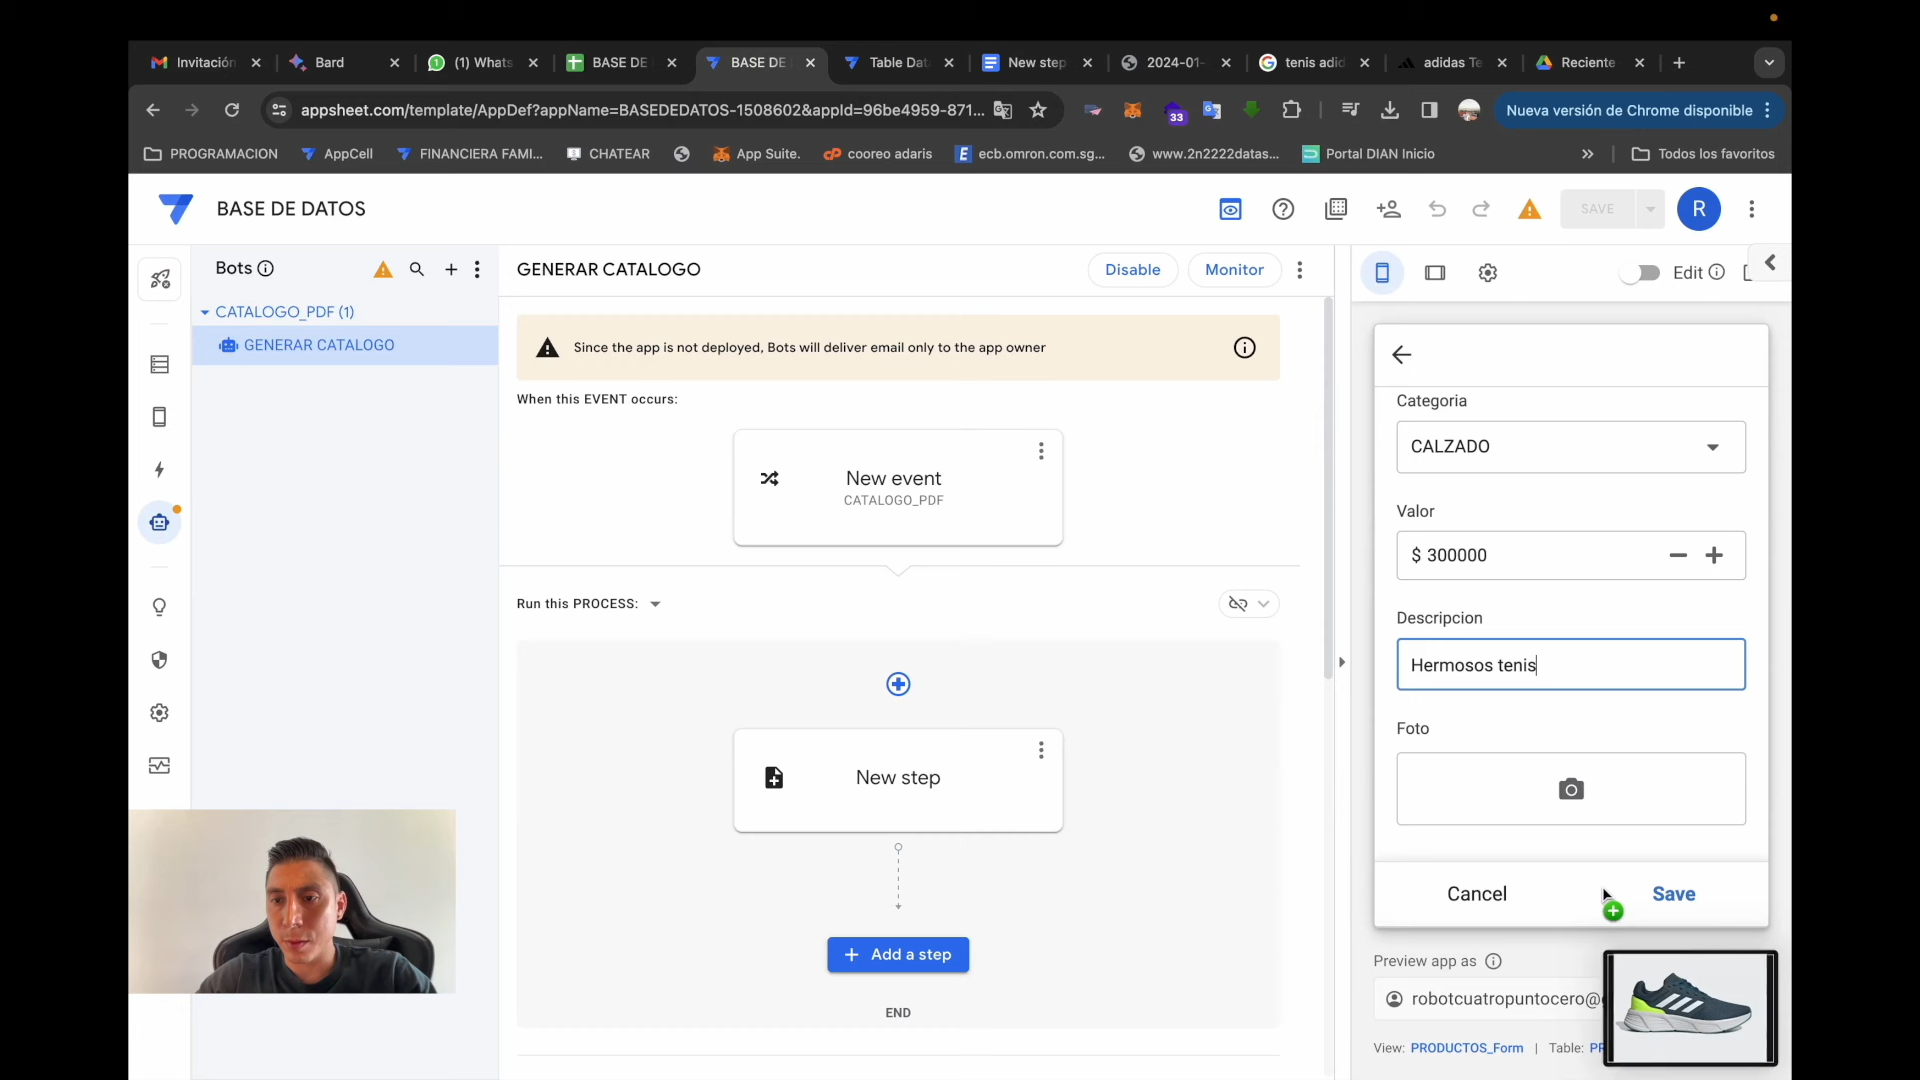 Invitación
Bard
(1) Whats
BASE DE
BASE DE
Table Dat
New step
2024-01-
tenis adid
adidas Te
Reciente
appsheet.com/template/AppDef?appName=BASEDEDATOS-1508602&appId=96be4959-871...
33
Nueva versión de Chrome disponible
PROGRAMACION
AppCell
FINANCIERA FAMI...
CHATEAR
App Suite.
cooreo adaris
ecb.omron.com.sg...
www.2n2222datas...
Portal DIAN Inicio
Todos los favoritos
BASE DE DATOS
SAVE
R
Bots
GENERAR CATALOGO
Disable
Monitor
Edit
CATALOGO_PDF (1)
GENERAR CATALOGO
Since the app is not deployed, Bots will deliver email only to the app owner
When this EVENT occurs:
New event
CATALOGO_PDF
Run this PROCESS:
New step
Add a step
END
Categoria
CALZADO
Valor
$ 300000
Descripcion
Hermosos tenis
Foto
Cancel
Save
Preview app as
robotcuatropuntocero@
View: PRODUCTOS_Form | Table: PR